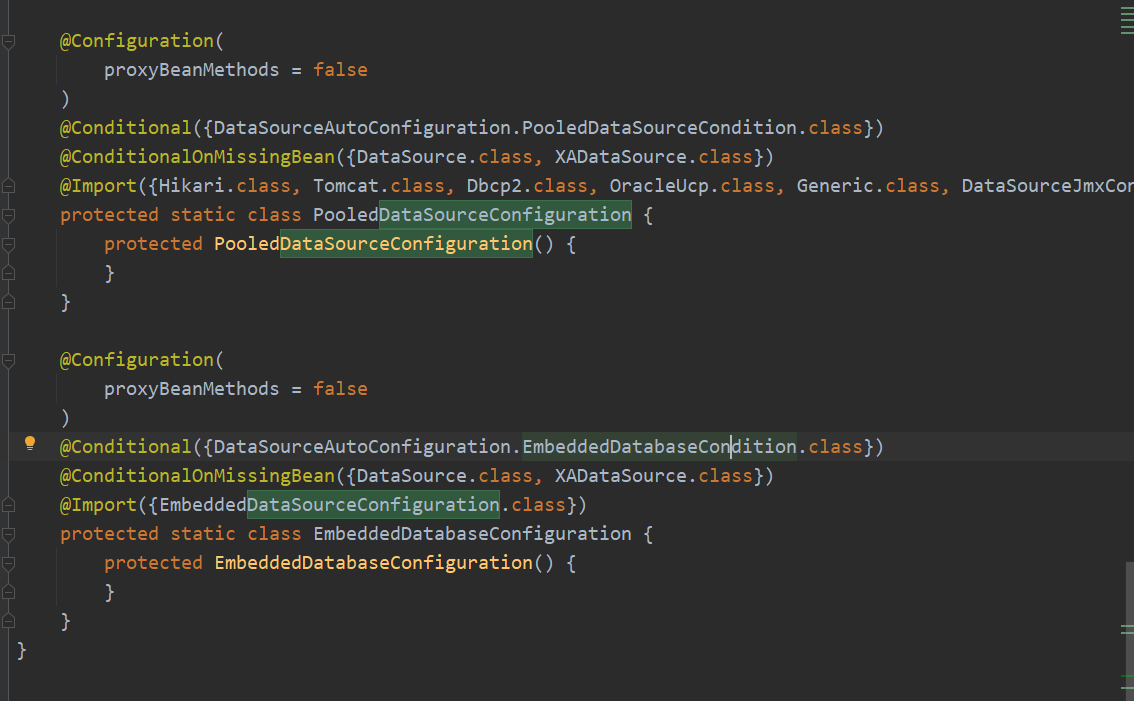 @Configuration(
proxyBeanMethods = false
)
@Conditional({DataSourceAutoConfiguration.PooledDataSourceCondition.class})
@ConditionalOnMissingBean({DataSource.class, XADataSource.class})
@Import({Hikari.class, Tomcat.class, Dbcp2.class, OracleUcp.class, Generic.class, DataSourceJmxCon
protected static class PooledDataSourceConfiguration {
protected PooledDataSourceConfiguration() {
}
}
@Configuration(
proxyBeanMethods = false
)
@Conditional({DataSourceAutoConfiguration.EmbeddedDatabaseCondition.class})
@ConditionalOnMissingBean({DataSource.class, XADataSource.class})
@Import({EmbeddedDataSourceConfiguration.class})
protected static class EmbeddedDatabaseConfiguration {
protected EmbeddedDatabaseConfiguration() {
}
}
}